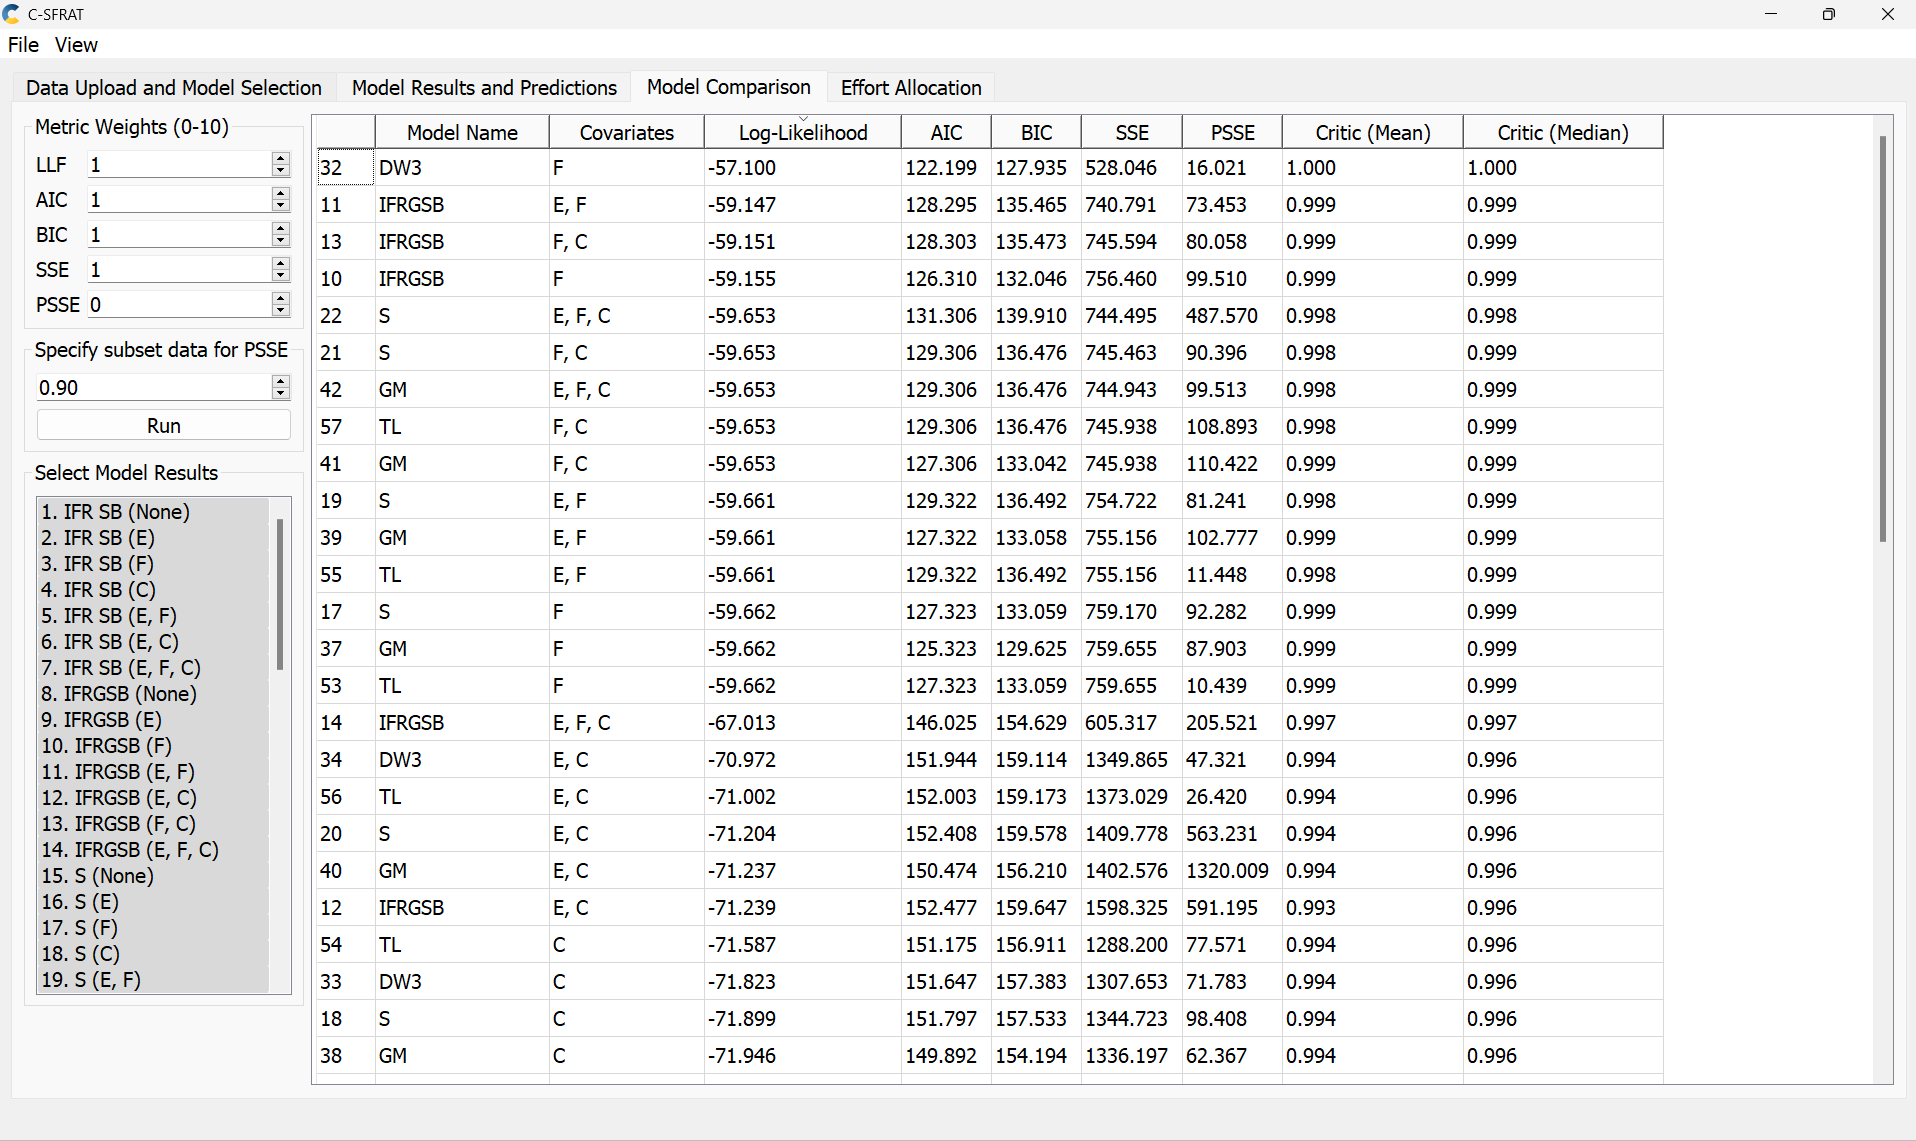 C-SFRAT
File View
Data Upload and Model Selection Model Results and Predictions Model Comparison Effort Allocation
Metric Weights (0-10)
LLF 1
AIC 1
BIC 1
SSE 1
PSSE 0
Specify subset data for PSSE
0.90
Run
Select Model Results
1. IFR SB (None)
2. IFR SB (E)
3. IFR SB (F)
4. IFR SB (C)
5. IFR SB (E, F)
6. IFR SB (E, C)
7. IFR SB (E, F, C)
8. IFRGSB (None)
9. IFRGSB (E)
10. IFRGSB (F)
11. IFRGSB (E, F)
12. IFRGSB (E, C)
13. IFRGSB (F, C)
14. IFRGSB (E, F, C)
15. S (None)
16. S (E)
17. S (F)
18. S (C)
19. S (E, F)
Model Name Covariates Log-Likelihood AIC BIC SSE PSSE Critic (Mean) Critic (Median)
32 DW3 F -57.100 122.199 127.935 528.046 16.021 1.000 1.000
11 IFRGSB E, F -59.147 128.295 135.465 740.791 73.453 0.999 0.999
13 IFRGSB F, C -59.151 128.303 135.473 745.594 80.058 0.999 0.999
10 IFRGSB F -59.155 126.310 132.046 756.460 99.510 0.999 0.999
22 S E, F, C -59.653 131.306 139.910 744.495 487.570 0.998 0.998
21 S F, C -59.653 129.306 136.476 745.463 90.396 0.998 0.999
42 GM E, F, C -59.653 129.306 136.476 744.943 99.513 0.998 0.999
57 TL F, C -59.653 129.306 136.476 745.938 108.893 0.998 0.999
41 GM F, C -59.653 127.306 133.042 745.938 110.422 0.999 0.999
19 S E, F -59.661 129.322 136.492 754.722 81.241 0.998 0.999
39 GM E, F -59.661 127.322 133.058 755.156 102.777 0.999 0.999
55 TL E, F -59.661 129.322 136.492 755.156 11.448 0.998 0.999
17 S F -59.662 127.323 133.059 759.170 92.282 0.999 0.999
37 GM F -59.662 125.323 129.625 759.655 87.903 0.999 0.999
53 TL F -59.662 127.323 133.059 759.655 10.439 0.999 0.999
14 IFRGSB E, F, C -67.013 146.025 154.629 605.317 205.521 0.997 0.997
34 DW3 E, C -70.972 151.944 159.114 1349.865 47.321 0.994 0.996
56 TL E, C -71.002 152.003 159.173 1373.029 26.420 0.994 0.996
20 S E, C -71.204 152.408 159.578 1409.778 563.231 0.994 0.996
40 GM E, C -71.237 150.474 156.210 1402.576 1320.009 0.994 0.996
12 IFRGSB E, C -71.239 152.477 159.647 1598.325 591.195 0.993 0.996
54 TL C -71.587 151.175 156.911 1288.200 77.571 0.994 0.996
33 DW3 C -71.823 151.647 157.383 1307.653 71.783 0.994 0.996
18 S C -71.899 151.797 157.533 1344.723 98.408 0.994 0.996
38 GM C -71.946 149.892 154.194 1336.197 62.367 0.994 0.996